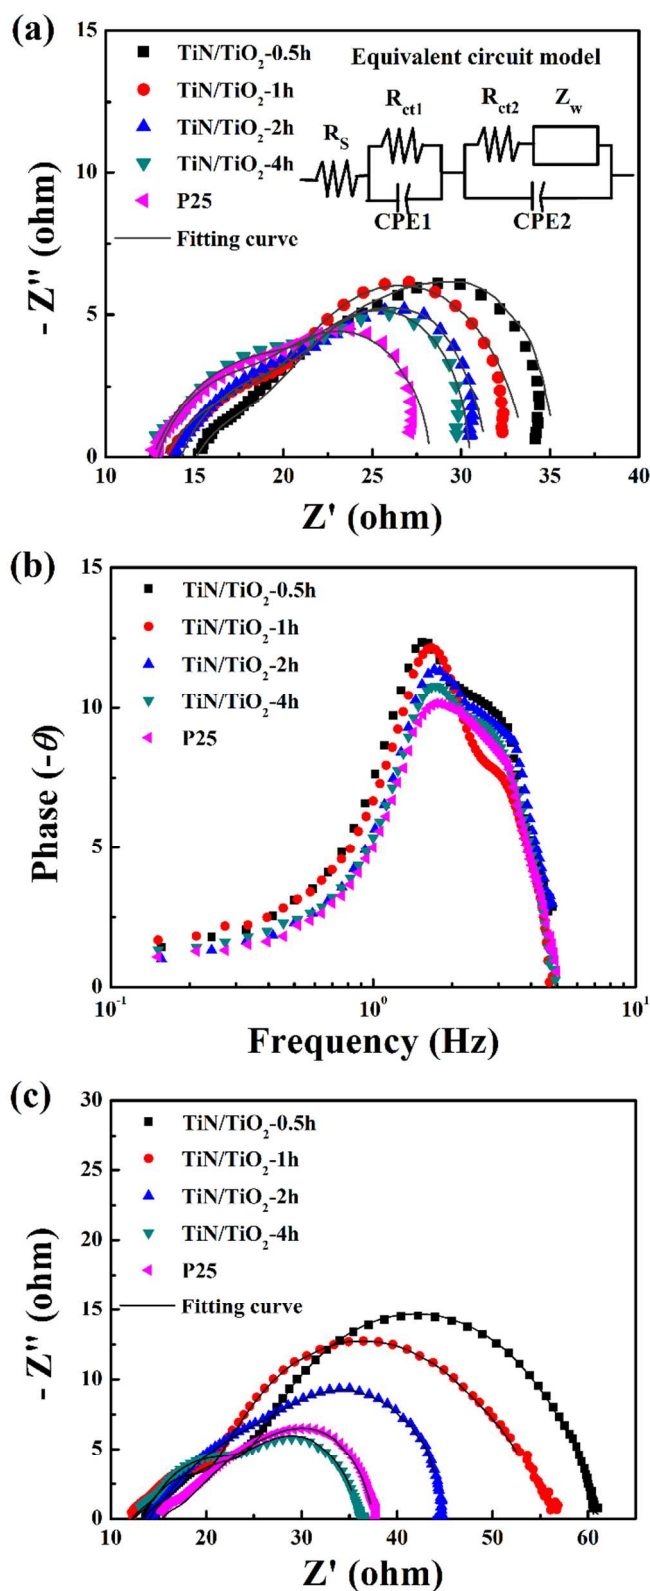 (a)
TiN/TiO2-0.5h
TiN/TiO2-1h
TiN/TiO2-2h
TiN/TiO2-4h
P25
Fitting curve
Equivalent circuit model
RS
Rct1
CPE1
Rct2
Zw
CPE2
- Z'' (ohm)
15
10
5
0
10 15 20 25 30 35 40
Z' (ohm)
(b)
TiN/TiO2-0.5h
TiN/TiO2-1h
TiN/TiO2-2h
TiN/TiO2-4h
P25
Phase (-θ)
15
10
5
0
10-1 100 101
Frequency (Hz)
(c)
TiN/TiO2-0.5h
TiN/TiO2-1h
TiN/TiO2-2h
TiN/TiO2-4h
P25
Fitting curve
- Z'' (ohm)
30
25
20
15
10
5
0
10 20 30 40 50 60
Z' (ohm)